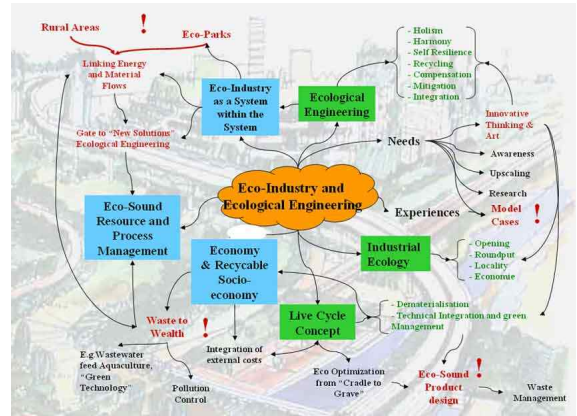 Rural Areas
!
Eco-Parks
Linking Energy
and Material
Flows
Gate to "New Solutions"
Ecological Engineering
Eco-Industry
as a System
within the
System
Ecological
Engineering
- Holism
- Harmony
- Self Resilience
- Recycling
- Compensation
- Mitigation
- Integration
Needs
Innovative
Thinking &
Art
Awareness
Upscaling
Research
Model
Cases
!
Experiences
Eco-Industry and
Ecological Engineering
Eco-Sound
Resource and
Process
Management
Economy
& Recycable
Socio-
economy
Industrial
Ecology
- Opening
- Roundput
- Locality
- Economie
Live Cycle
Concept
- Dematerialisation
- Technical Integration and green
Management
Waste to
Wealth
!
E.g.Wastewater
feed Aquaculture,
"Green
Technology"
Pollution
Control
Integration of
external costs
Eco Optimization
from "Cradle to
Grave"
Eco-Sound
Product
design
!
Waste
Management